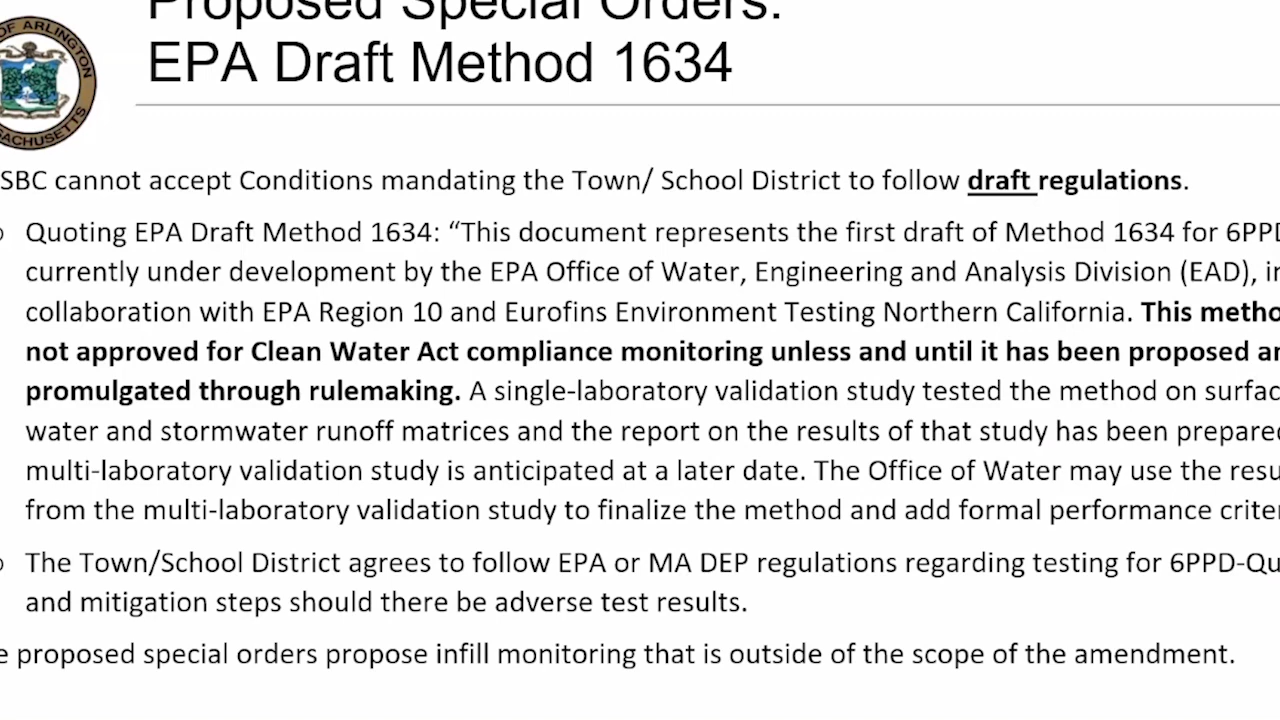 Proposed Special Orders:
EPA Draft Method 1634
OF ARLINGTON
SBC cannot accept Conditions mandating the Town/ School District to follow draft regulations.
Quoting EPA Draft Method 1634: “This document represents the first draft of Method 1634 for 6PPD
currently under development by the EPA Office of Water, Engineering and Analysis Division (EAD), in
collaboration with EPA Region 10 and Eurofins Environment Testing Northern California. This metho
not approved for Clean Water Act compliance monitoring unless and until it has been proposed an
promulgated through rulemaking. A single-laboratory validation study tested the method on surfac
water and stormwater runoff matrices and the report on the results of that study has been prepared
multi-laboratory validation study is anticipated at a later date. The Office of Water may use the resu
from the multi-laboratory validation study to finalize the method and add formal performance criter
The Town/School District agrees to follow EPA or MA DEP regulations regarding testing for 6PPD-Qu
and mitigation steps should there be adverse test results.
e proposed special orders propose infill monitoring that is outside of the scope of the amendment.